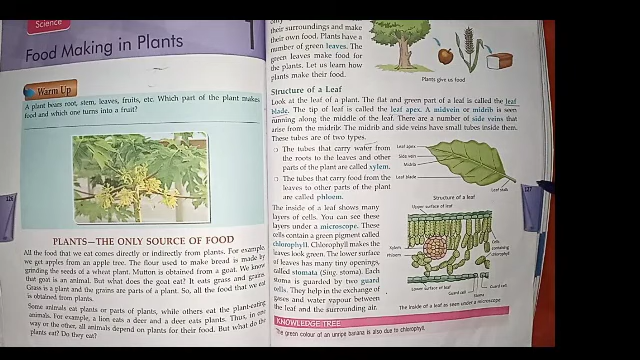 Science
Food Making in Plants
Warm Up
A plant bears root, stem, leaves, fruits, etc. Which part of the plant makes
food and which one turns into a fruit?
126
PLANTS—THE ONLY SOURCE OF FOOD
All the food that we eat comes directly or indirectly from plants. For example,
we get apples from an apple tree. The flour used to make bread is made by
grinding the seeds of a wheat plant. Mutton is obtained from a goat. We know
that goat is an animal. But what does the goat eat? It eats grass and grains.
Grass is a plant and the grains are parts of a plant. So, all the food that we eat
is obtained from plants.
Some animals eat plants or parts of plants, while others eat the plant-eating
animals. For example, a lion eats a deer and a deer eats plants. Thus, in one
way or the other, all animals depend on plants for their food. But what do the
plants eat? Do they eat?
their surroundings and make
their own food. Plants have a
number of green leaves. The
green leaves make food for
the plants. Let us learn how
plants make their food.
Plants give us food
Structure of a Leaf
Look at the leaf of a plant. The flat and green part of a leaf is called the leaf
blade. The tip of leaf is called the leaf apex. A midvein or midrib is seen
running along the middle of the leaf. There are a number of side veins that
arise from the midrib. The midrib and side veins have small tubes inside them.
These tubes are of two types.
The tubes that carry water from
the roots to the leaves and other
parts of the plant are called xylem.
The tubes that carry food from the
leaves to other parts of the plant
are called phloem.
Leaf apex
Side vein
Midrib
Leaf blade
Leaf stalk
Structure of a leaf
127
The inside of a leaf shows many
layers of cells. You can see these
layers under a microscope. These
cells contain a green pigment called
chlorophyll. Chlorophyll makes the
leaves look green. The lower surface
of leaves has many tiny openings,
called stomata (Sing. stoma). Each
stoma is guarded by two guard
cells. They help in the exchange of
gases and water vapour between
the leaf and the surrounding air.
Upper surface of leaf
Xylem
Phloem
Cells
containing
chlorophyll
Lower surface of leaf
Guard cell
Stoma
Guard cell
The inside of a leaf as seen under a microscope
KNOWLEDGE TREE
The green colour of an unripe banana is also due to chlorophyll.